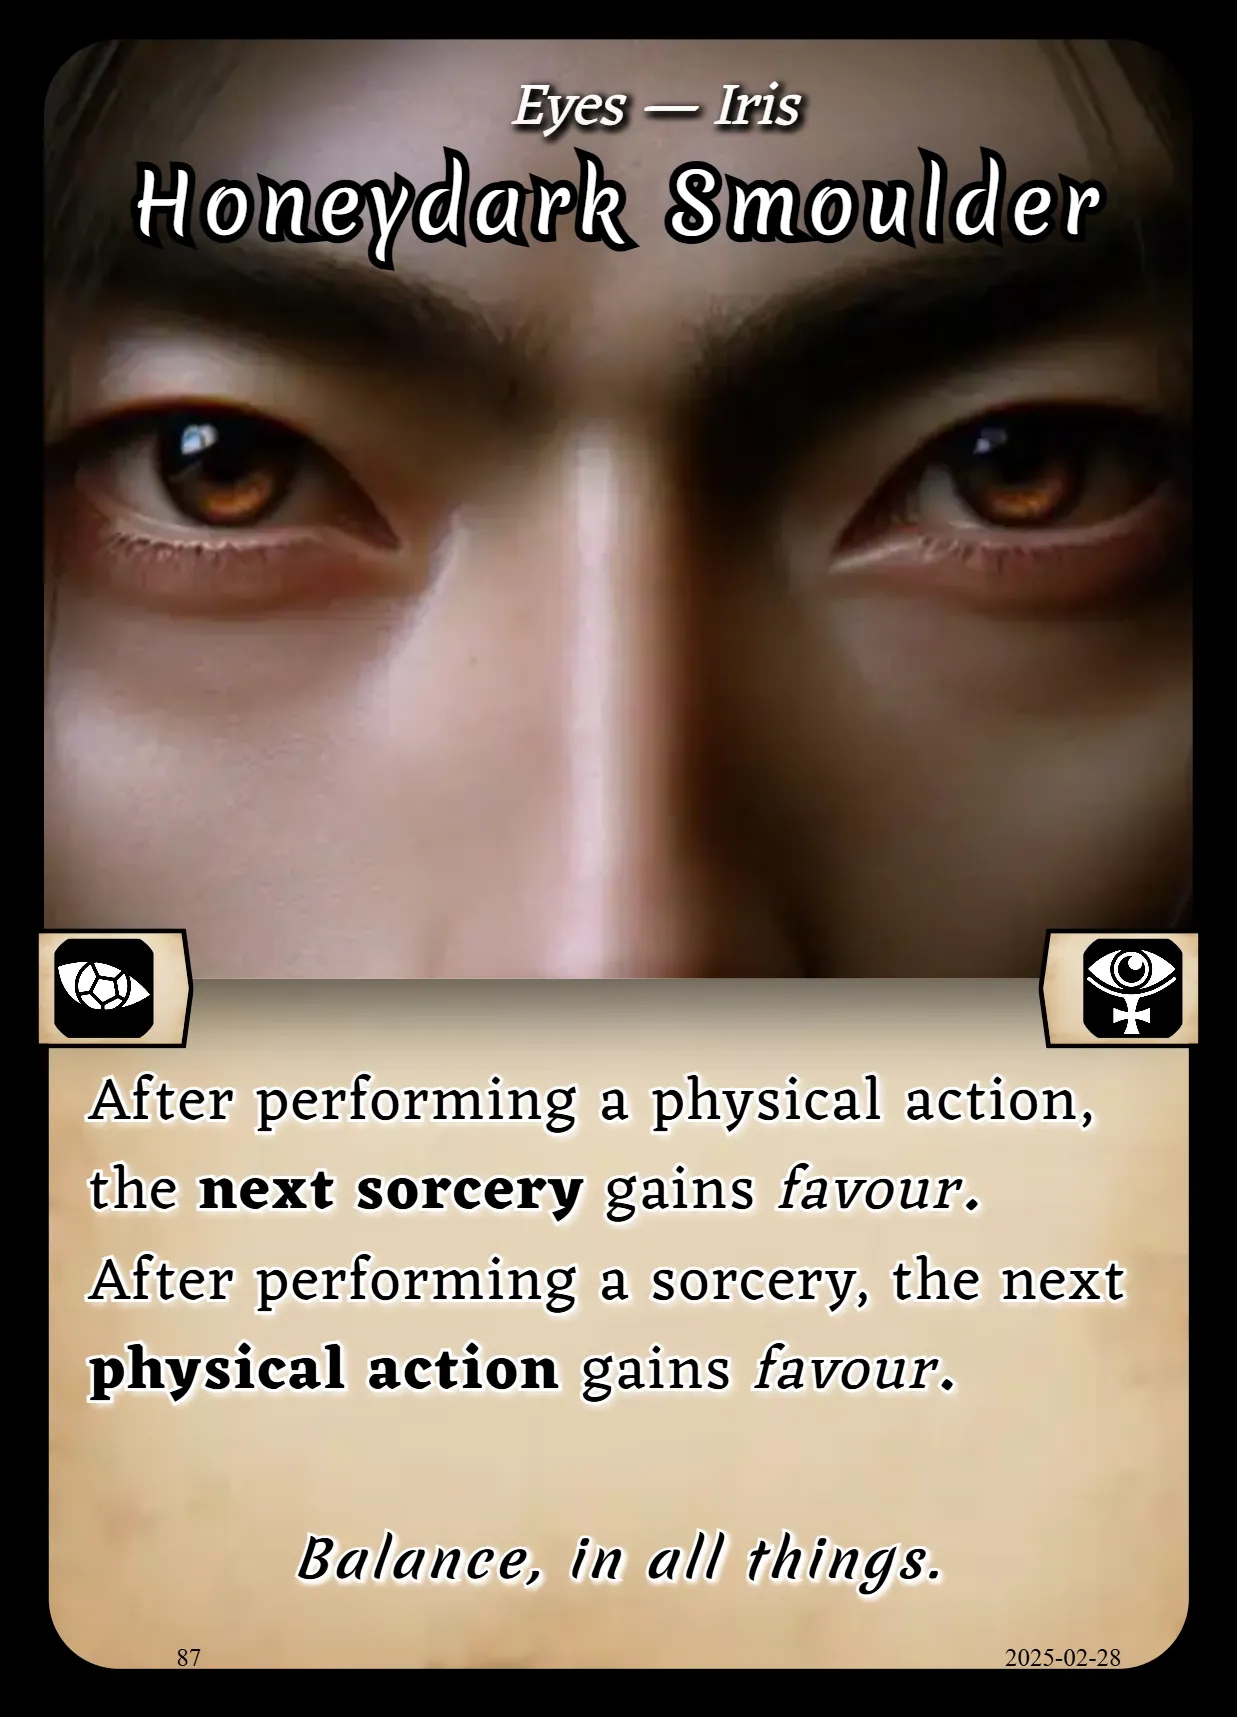 Eyes — Iris
Honeydark Smoulder
After performing a physical action,
the next sorcery gains favour.
After performing a sorcery, the next
physical action gains favour.
Balance, in all things.
87
2025-02-28